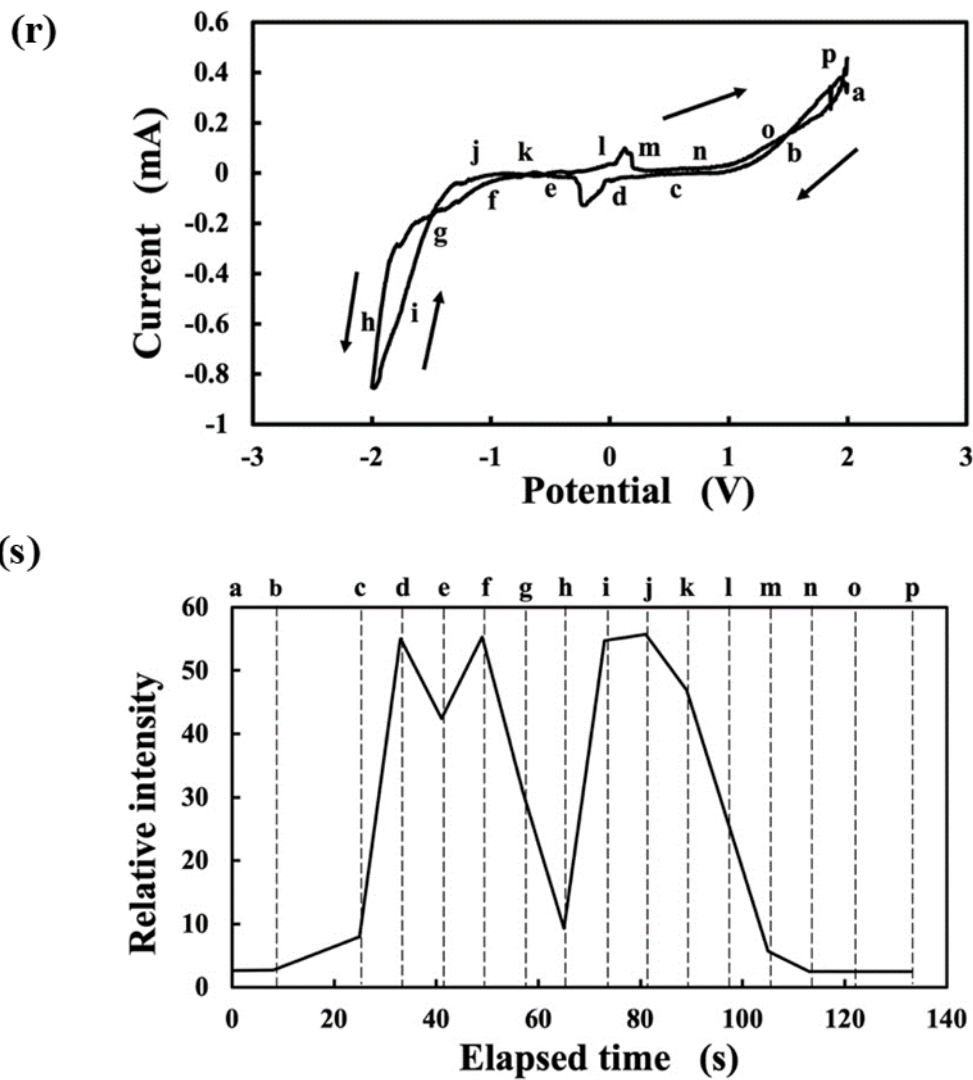 (r)
0.6
0.4
0.2
0
-0.2
-0.4
-0.6
-0.8
-1
Current (mA)
p
a
o
b
n
c
m
l
d
k
e
j
f
g
h
i
-3 -2 -1 0 1 2 3
Potential (V)
(s)
a b c d e f g h i j k l m n o p
60
50
40
30
20
10
0
Relative intensity
0 20 40 60 80 100 120 140
Elapsed time (s)